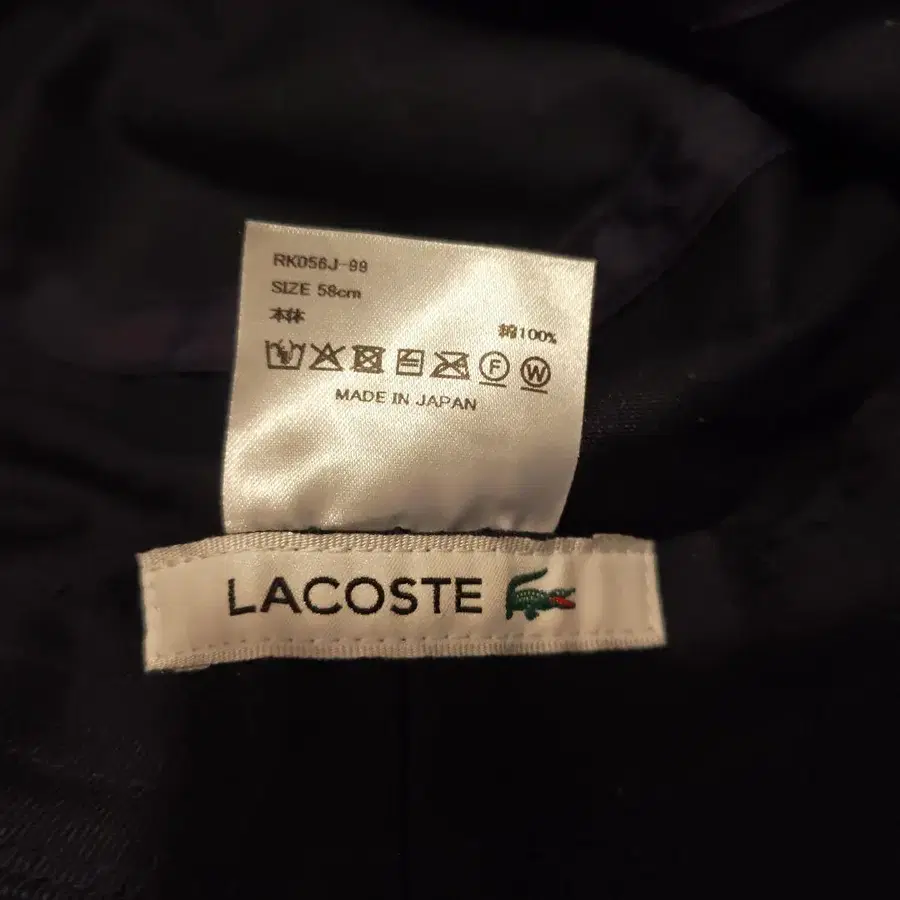 RK056J-99
SIZE 58cm
本体
綿100%
F W
MADE IN JAPAN
LACOSTE